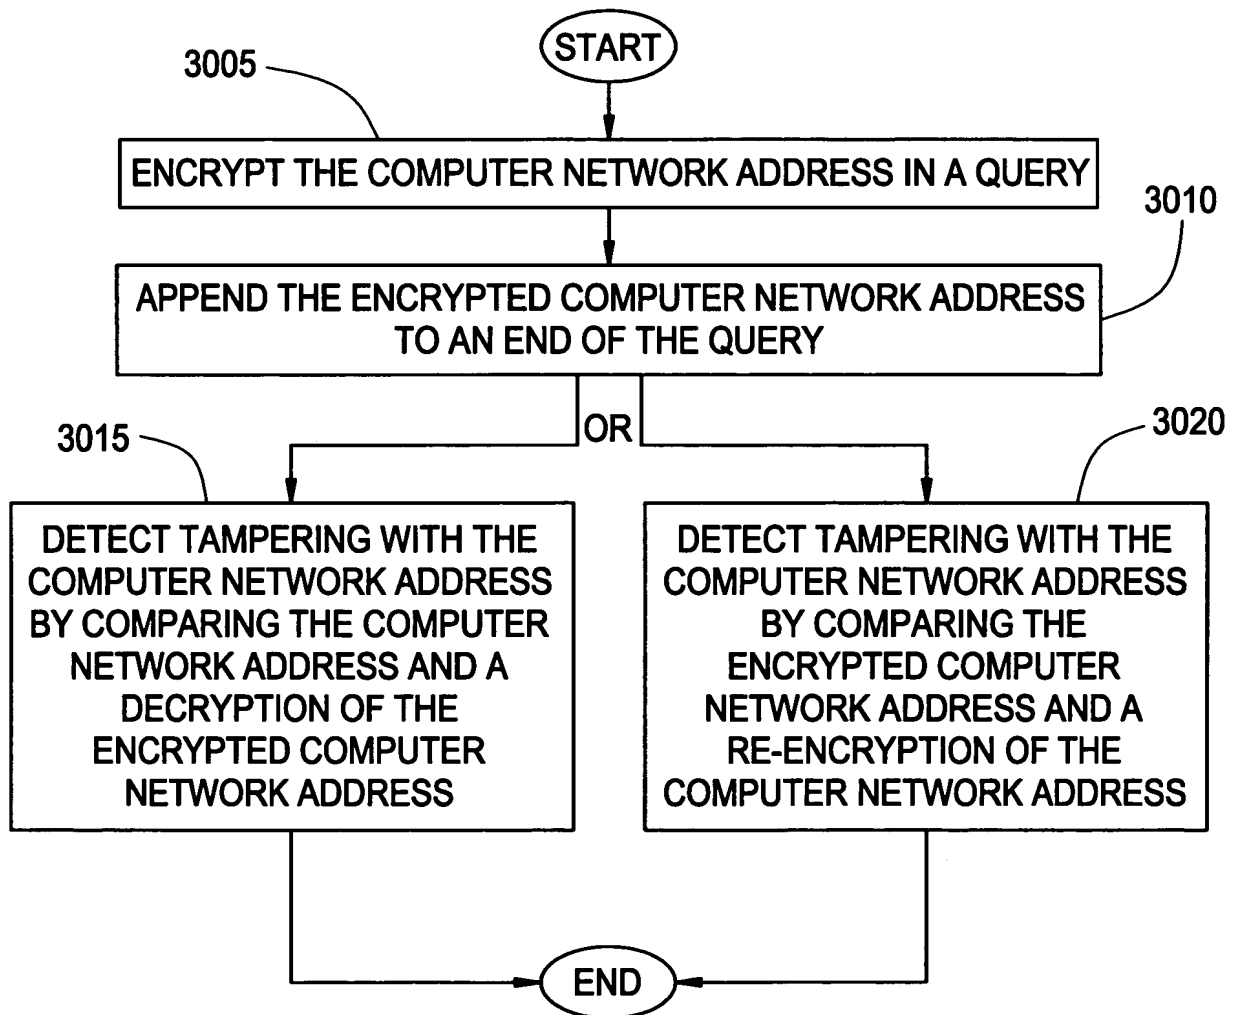 START
3005
ENCRYPT THE COMPUTER NETWORK ADDRESS IN A QUERY
3010
APPEND THE ENCRYPTED COMPUTER NETWORK ADDRESS
TO AN END OF THE QUERY
OR
3015
3020
DETECT TAMPERING WITH THE
COMPUTER NETWORK ADDRESS
BY COMPARING THE COMPUTER
NETWORK ADDRESS AND A
DECRYPTION OF THE
ENCRYPTED COMPUTER
NETWORK ADDRESS
DETECT TAMPERING WITH THE
COMPUTER NETWORK ADDRESS
BY COMPARING THE
ENCRYPTED COMPUTER
NETWORK ADDRESS AND A
RE-ENCRYPTION OF THE
COMPUTER NETWORK ADDRESS
END